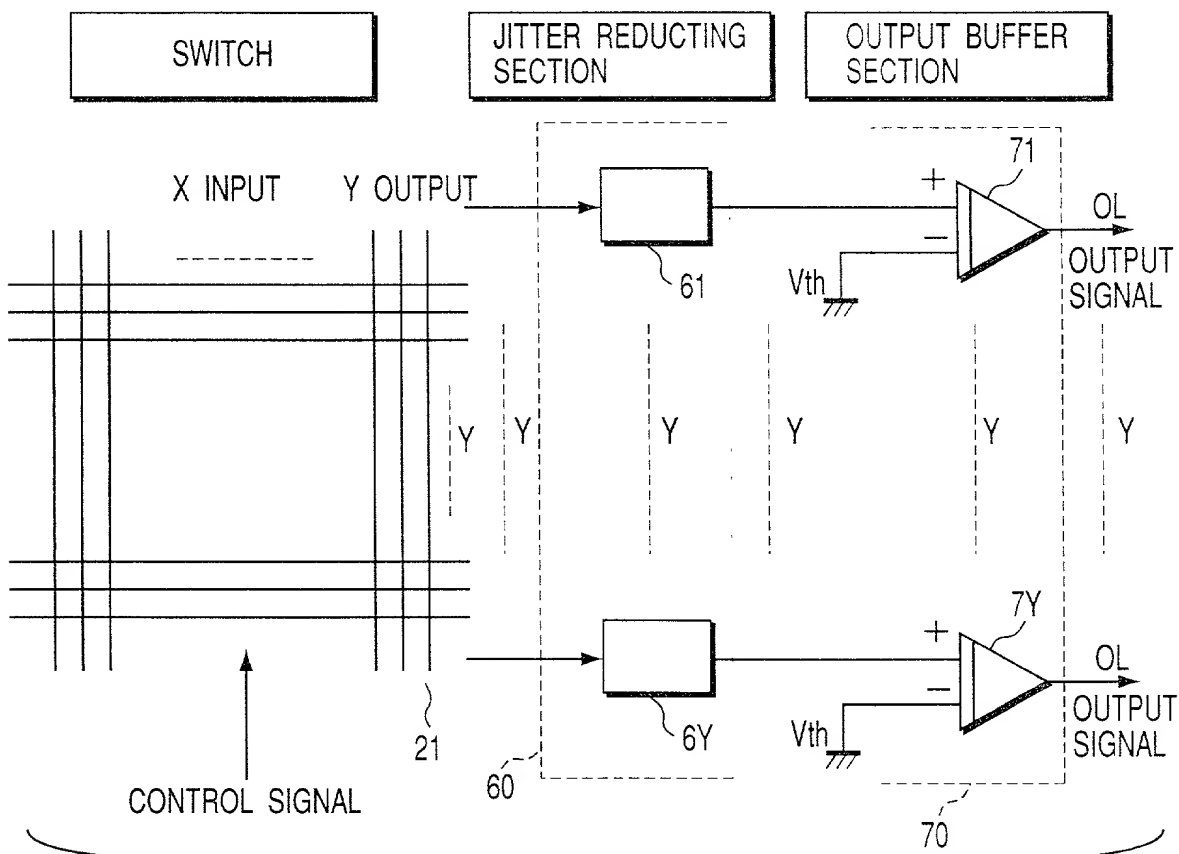 SWITCH
JITTER REDUCTING
SECTION
OUTPUT BUFFER
SECTION
X INPUT
Y OUTPUT
61
+
−
Vth
71
OL
OUTPUT
SIGNAL
Y
Y
Y
Y
Y
Y
21
CONTROL SIGNAL
6Y
60
+
−
Vth
7Y
OL
OUTPUT
SIGNAL
70